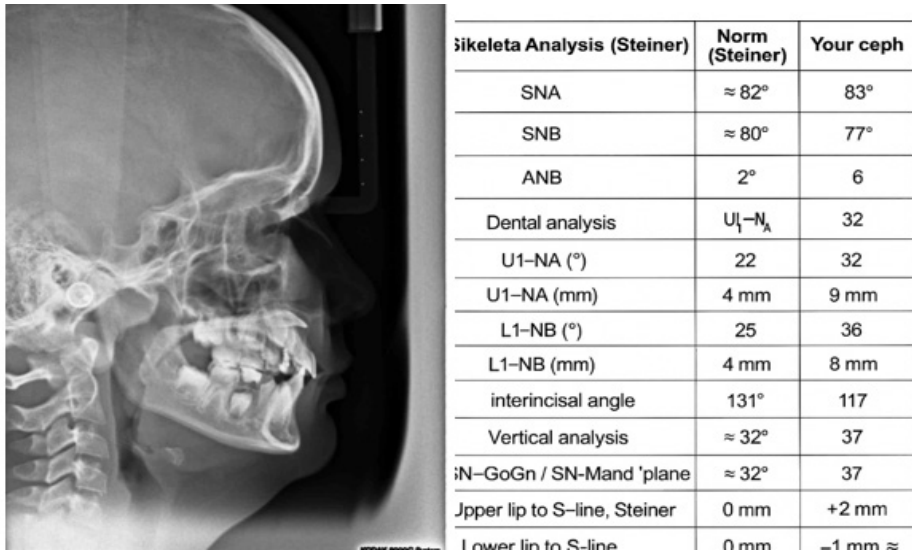 Sikeleta Analysis (Steiner) Norm (Steiner) Your ceph
SNA ≈ 82° 83°
SNB ≈ 80° 77°
ANB 2° 6
Dental analysis 32
U1–NA (°) 22 32
U1–NA (mm) 4 mm 9 mm
L1–NB (°) 25 36
L1–NB (mm) 4 mm 8 mm
interincisal angle 131° 117
Vertical analysis ≈ 32° 37
SN–GoGn / SN-Mand 'plane ≈ 32° 37
Upper lip to S–line, Steiner 0 mm +2 mm
Lower lip to S-line 0 mm –1 mm ≈